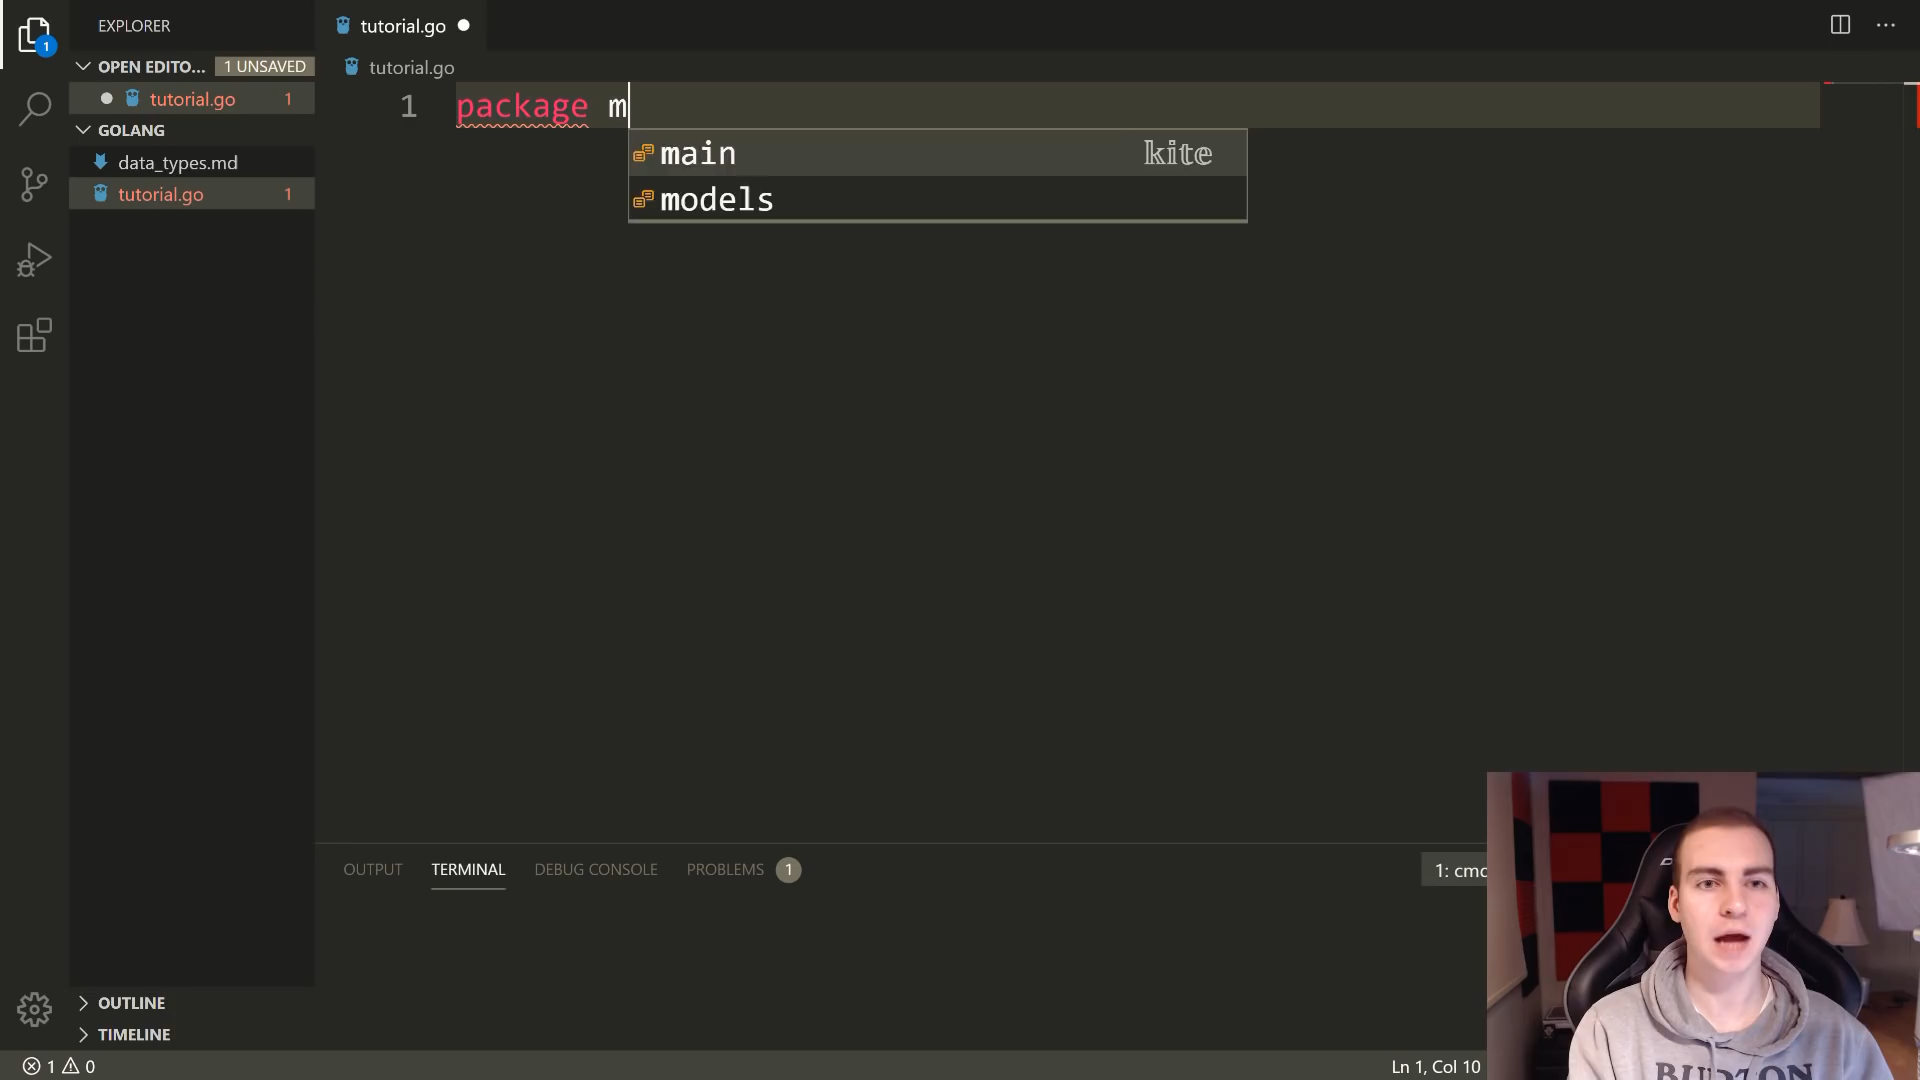 EXPLORER
tutorial.go
OPEN EDITO... 1 UNSAVED
tutorial.go
tutorial.go 1
1 package m
GOLANG
main kite
data_types.md
models
tutorial.go 1
OUTPUT TERMINAL DEBUG CONSOLE PROBLEMS 1
1: cmd
OUTLINE
TIMELINE
1 0
Ln 1, Col 10
1